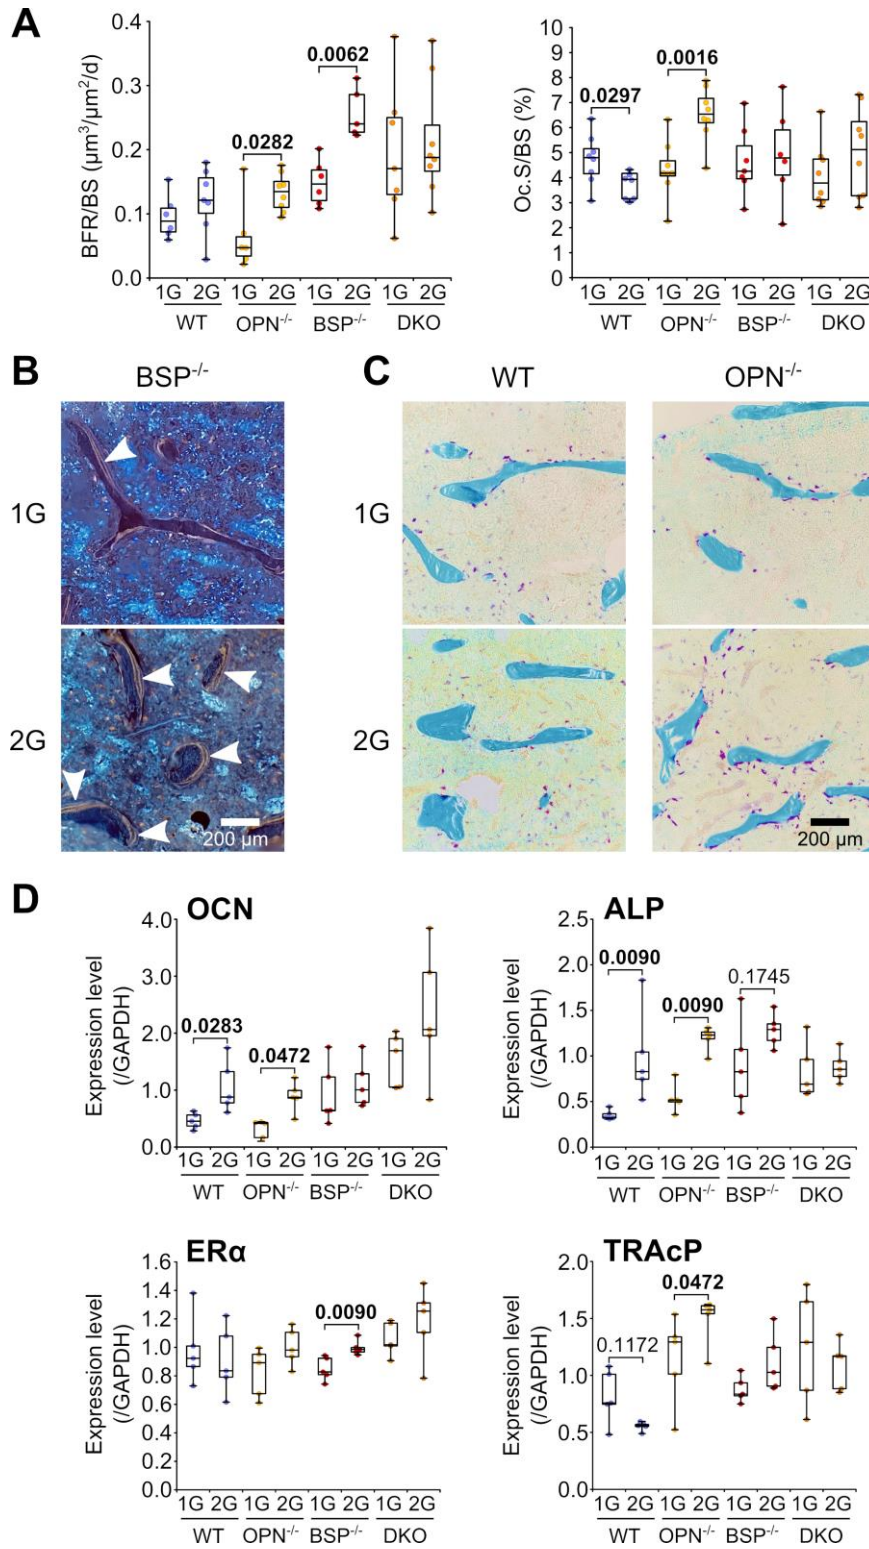 A
BFR/BS (µm³/µm²/d)
0.4
0.3
0.2
0.1
0.0
0.0282
0.0062
1G 2G 1G 2G 1G 2G 1G 2G
WT OPN⁻/⁻ BSP⁻/⁻ DKO
Oc.S/BS (%)
10
9
8
7
6
5
4
3
2
1
0
0.0297
0.0016
1G 2G 1G 2G 1G 2G 1G 2G
WT OPN⁻/⁻ BSP⁻/⁻ DKO
B
BSP⁻/⁻
1G
2G
200 µm
C
WT OPN⁻/⁻
1G
2G
200 µm
D
OCN
Expression level
(/GAPDH)
4.0
3.0
2.0
1.0
0.0
0.0283
0.0472
1G 2G 1G 2G 1G 2G 1G 2G
WT OPN⁻/⁻ BSP⁻/⁻ DKO
ALP
Expression level
(/GAPDH)
2.5
2.0
1.5
1.0
0.5
0.0
0.0090
0.0090
0.1745
1G 2G 1G 2G 1G 2G 1G 2G
WT OPN⁻/⁻ BSP⁻/⁻ DKO
ERα
Expression level
(/GAPDH)
1.6
1.4
1.2
1.0
0.8
0.6
0.4
0.2
0.0
0.0090
1G 2G 1G 2G 1G 2G 1G 2G
WT OPN⁻/⁻ BSP⁻/⁻ DKO
TRAcP
Expression level
(/GAPDH)
2.0
1.5
1.0
0.5
0.0
0.1172
0.0472
1G 2G 1G 2G 1G 2G 1G 2G
WT OPN⁻/⁻ BSP⁻/⁻ DKO